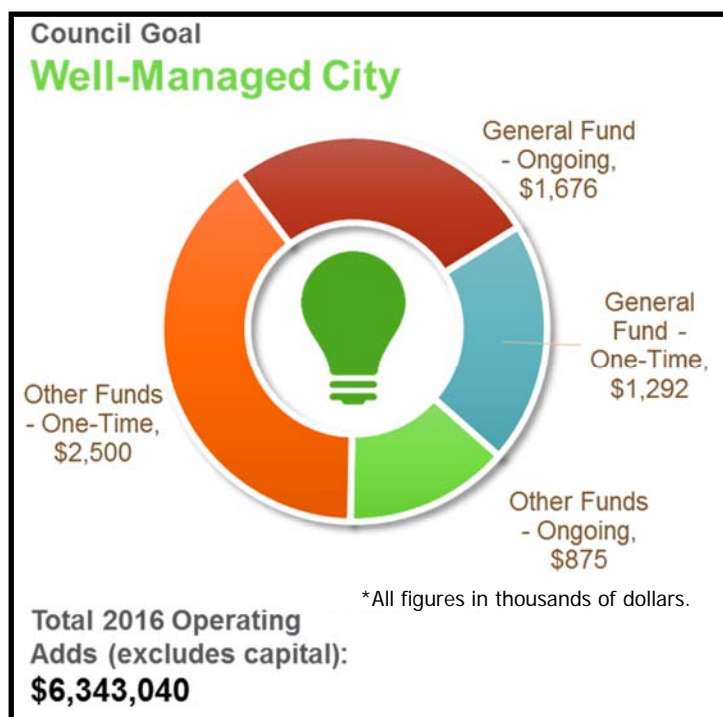 Council Goal
Well-Managed City
General Fund
- Ongoing,
$1,676
General
Fund -
One-Time,
$1,292
Other Funds
- One-Time,
$2,500
Other Funds
- Ongoing,
$875
*All figures in thousands of dollars.
Total 2016 Operating
Adds (excludes capital):
$6,343,040